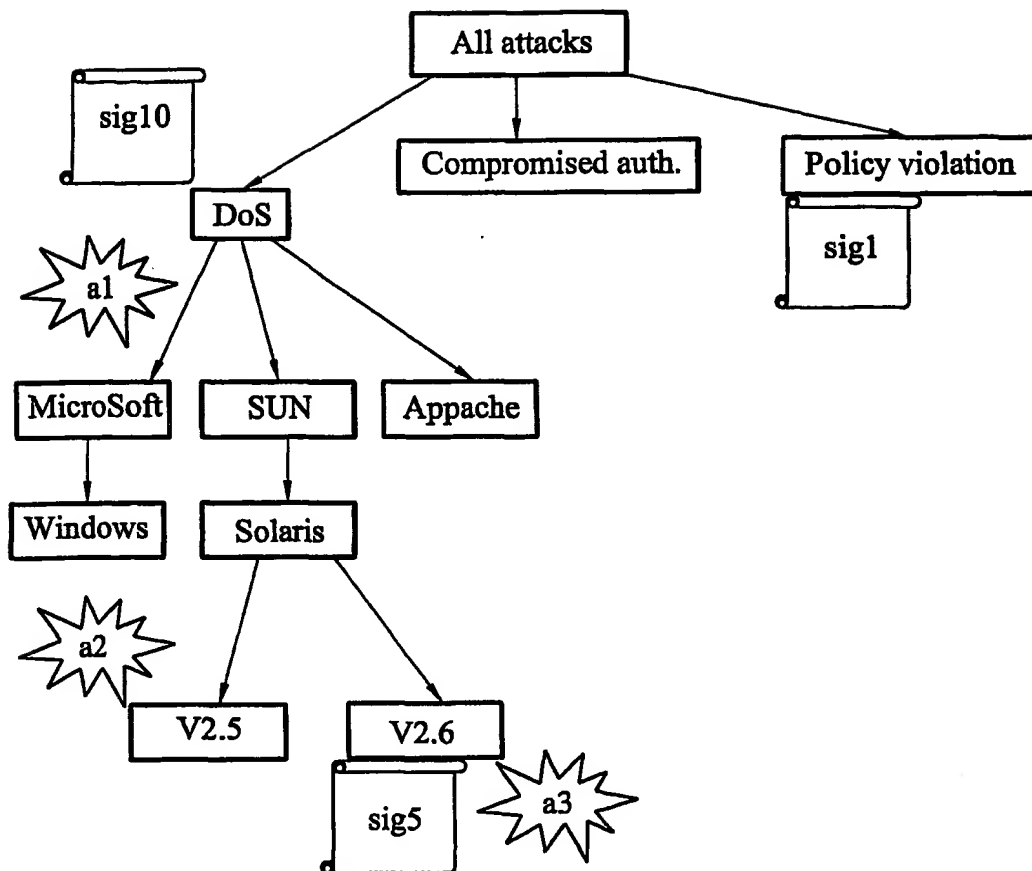 All attacks
sig10
Compromised auth.
Policy violation
DoS
sig1
a1
MicroSoft
SUN
Appache
Windows
Solaris
a2
V2.5
V2.6
sig5
a3